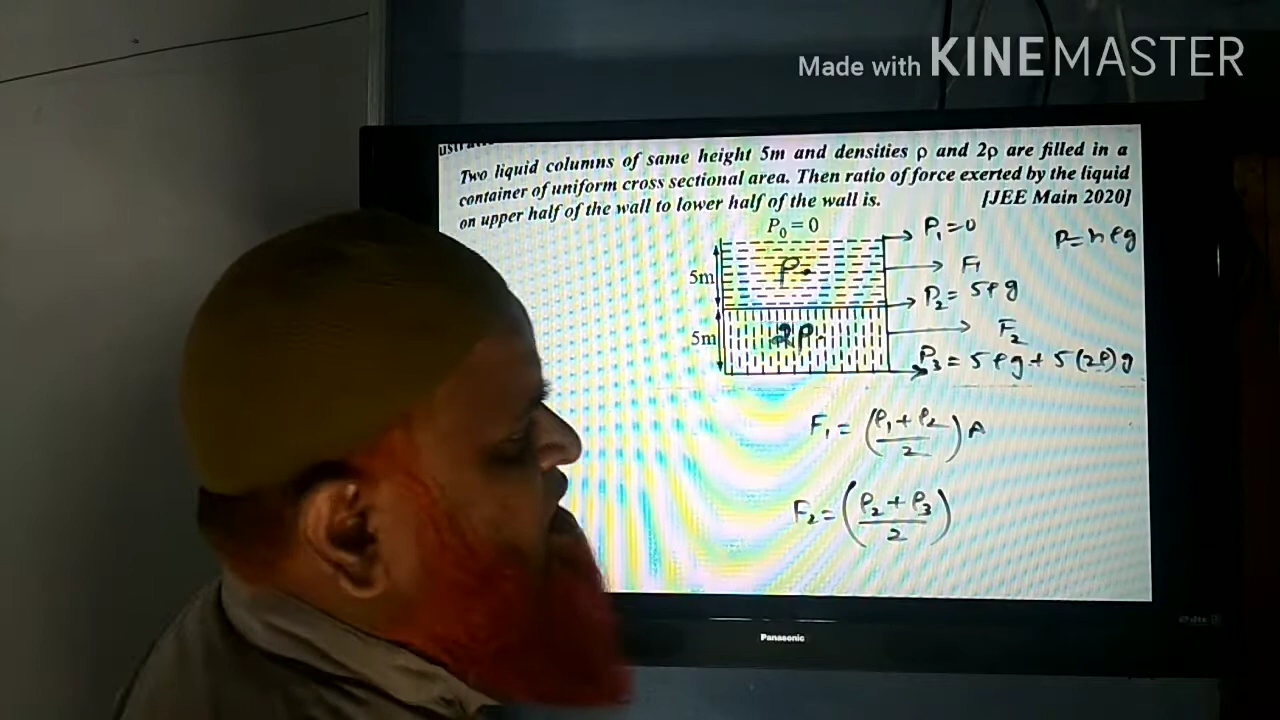 Made with KINEMASTER
Two liquid columns of same height 5m and densities ρ and 2ρ are filled in a
container of uniform cross sectional area. Then ratio of force exerted by the liquid
on upper half of the wall to lower half of the wall is. [JEE Main 2020]
P₀ = 0
P₁=0
P=hρg
5m
ρ
F₁
P₂= 5ρg
5m
2ρ
F₂
P₃= 5ρg+5(2ρ)g
F₁= (P₁+P₂/2)A
F₂=(P₂+P₃/2)
Panasonic